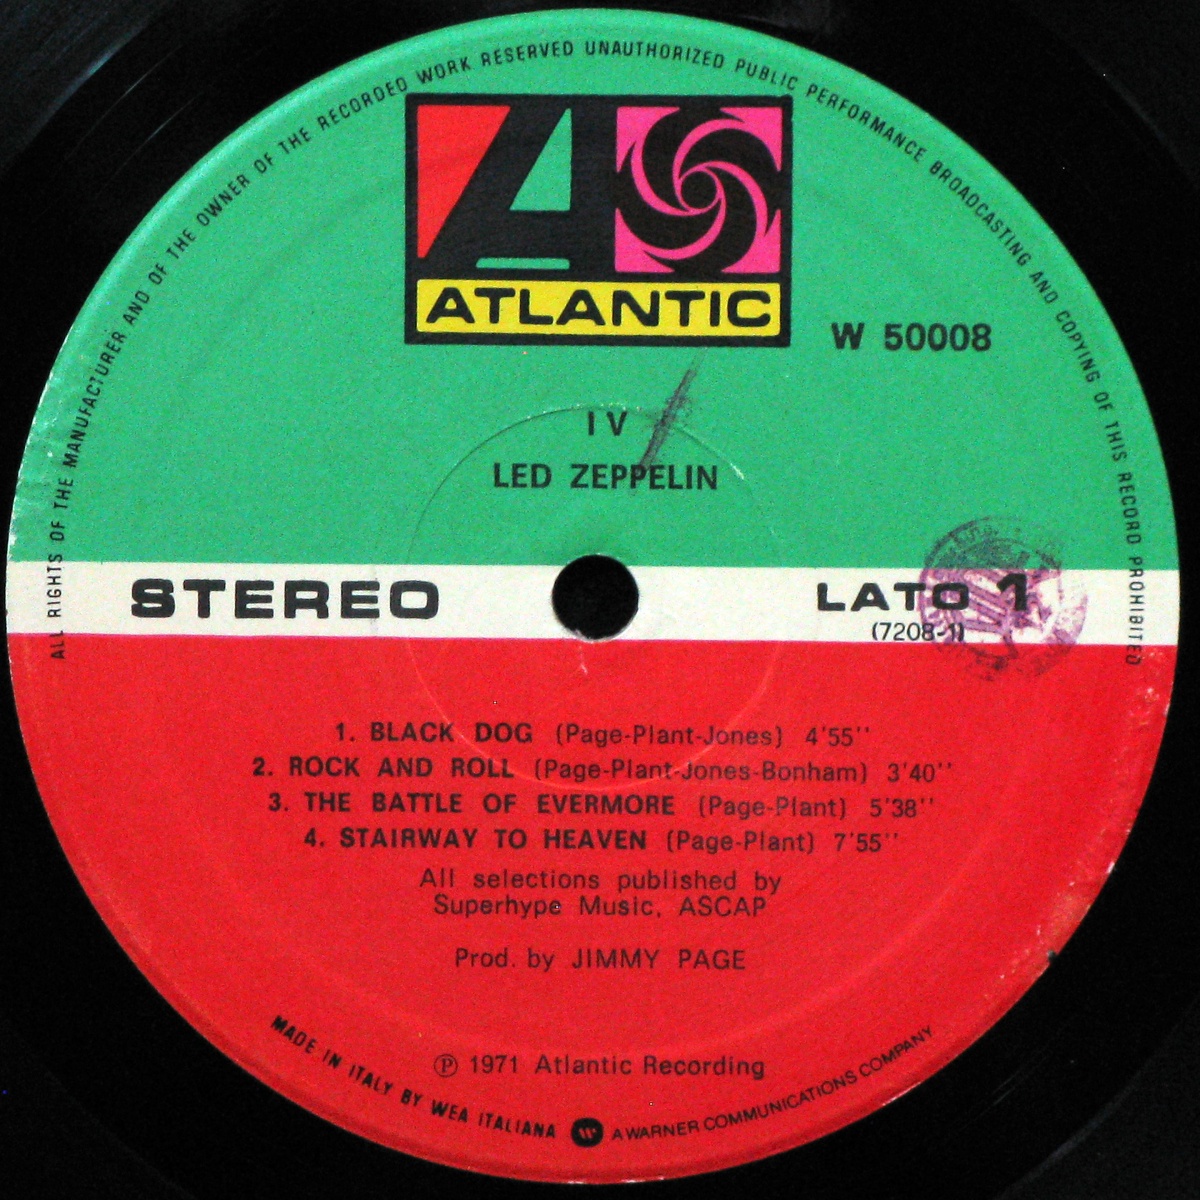 ALL RIGHTS OF THE MANUFACTURER AND OF THE OWNER OF THE RECORDED WORK RESERVED UNAUTHORIZED PUBLIC PERFORMANCE BROADCASTING AND COPYING OF THIS RECORD PROHIBITED
ATLANTIC
W 50008
IV
LED ZEPPELIN
STEREO
LATO 1
(7208-1)
1. BLACK DOG (Page-Plant-Jones) 4'55''
2. ROCK AND ROLL (Page-Plant-Jones-Bonham) 3'40''
3. THE BATTLE OF EVERMORE (Page-Plant) 5'38''
4. STAIRWAY TO HEAVEN (Page-Plant) 7'55''
All selections published by
Superhype Music, ASCAP
Prod. by JIMMY PAGE
℗ 1971 Atlantic Recording
MADE IN ITALY BY WEA ITALIANA A WARNER COMMUNICATIONS COMPANY